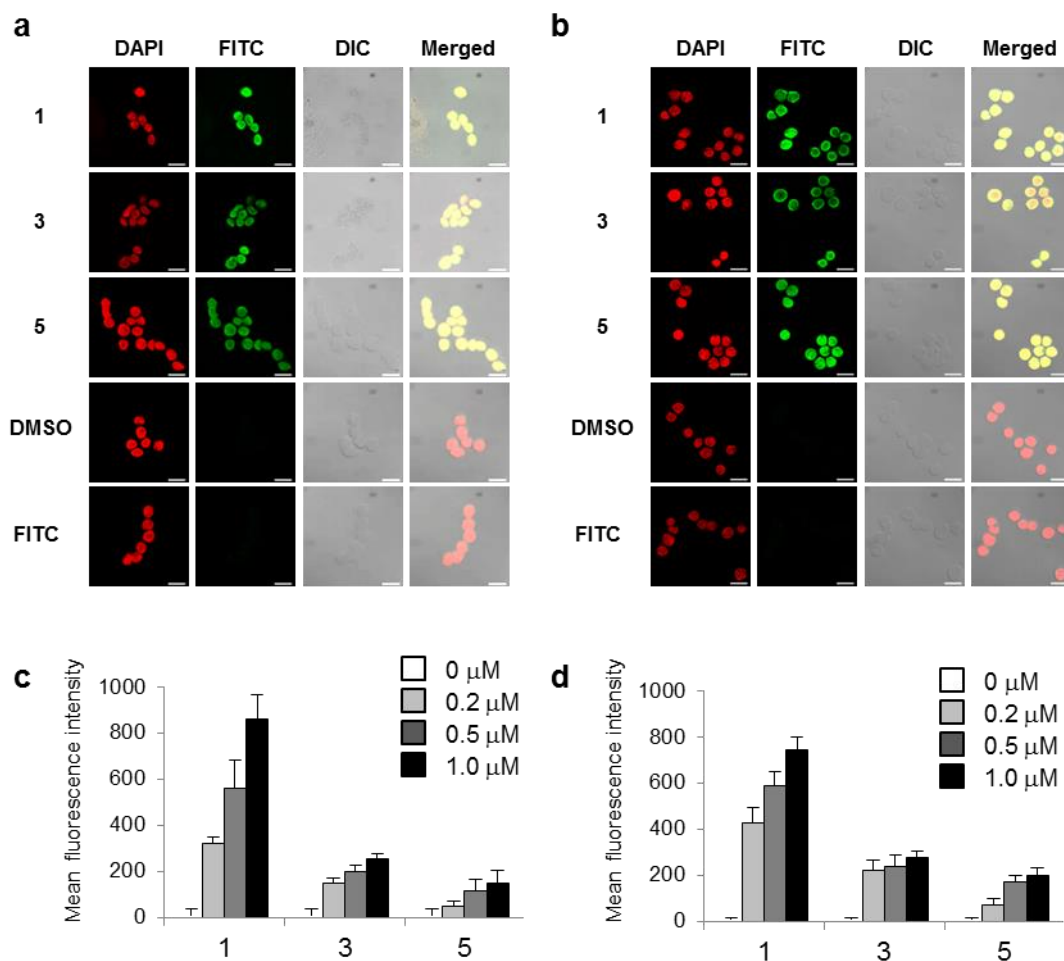 a
DAPI FITC DIC Merged
1
3
5
DMSO
FITC
b
DAPI FITC DIC Merged
1
3
5
DMSO
FITC
c
Mean fluorescence intensity
1000
800
600
400
200
0
0 μM
0.2 μM
0.5 μM
1.0 μM
1 3 5
d
Mean fluorescence intensity
1000
800
600
400
200
0
0 μM
0.2 μM
0.5 μM
1.0 μM
1 3 5